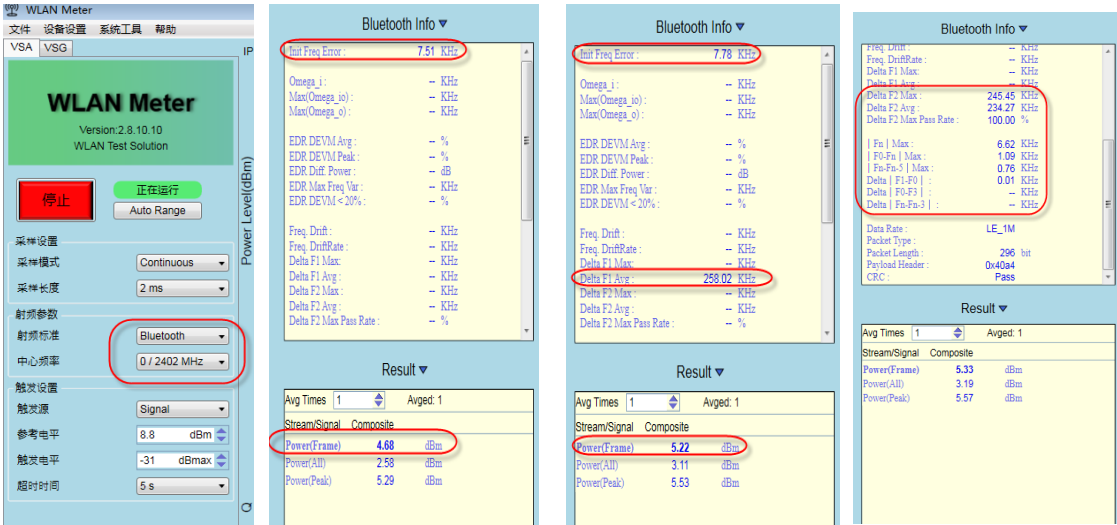 WLAN Meter
文件 设备设置 系统工具 帮助
VSA VSG
IP
WLAN Meter
Version:2.8.10.10
WLAN Test Solution
停止
正在运行
Auto Range
Power Level(dBm)
采样设置
采样模式 Continuous
采样长度 2 ms
射频参数
射频标准 Bluetooth
中心频率 0 / 2402 MHz
触发设置
触发源 Signal
参考电平 8.8 dBm
触发电平 -31 dBmax
超时时间 5 s
Bluetooth Info
Init Freq Error : 7.51 KHz
Omega_i : -- KHz
Max(Omega_io) : -- KHz
Max(Omega_o) : -- KHz
EDR DEVM Avg : -- %
EDR DEVM Peak : -- %
EDR Diff. Power : -- dB
EDR Max Freq Var : -- KHz
EDR DEVM < 20% : -- %
Freq. Drift : -- KHz
Freq. DriftRate : -- KHz
Delta F1 Max: -- KHz
Delta F1 Avg : -- KHz
Delta F2 Max : -- KHz
Delta F2 Avg : -- KHz
Delta F2 Max Pass Rate : -- %
Result
Avg Times 1 Avged: 1
Stream/Signal Composite
Power(Frame) 4.68 dBm
Power(All) 2.58 dBm
Power(Peak) 5.29 dBm
Bluetooth Info
Init Freq Error : 7.78 KHz
Omega_i : -- KHz
Max(Omega_io) : -- KHz
Max(Omega_o) : -- KHz
EDR DEVM Avg : -- %
EDR DEVM Peak : -- %
EDR Diff. Power : -- dB
EDR Max Freq Var : -- KHz
EDR DEVM < 20% : -- %
Freq. Drift : -- KHz
Freq. DriftRate : -- KHz
Delta F1 Max: -- KHz
Delta F1 Avg : 258.02 KHz
Delta F2 Max : -- KHz
Delta F2 Avg : -- KHz
Delta F2 Max Pass Rate : -- %
Result
Avg Times 1 Avged: 1
Stream/Signal Composite
Power(Frame) 5.22 dBm
Power(All) 3.11 dBm
Power(Peak) 5.53 dBm
Bluetooth Info
Freq. Drift : -- KHz
Freq. DriftRate : -- KHz
Delta F1 Max: -- KHz
Delta F1 Avg : -- KHz
Delta F2 Max : 245.45 KHz
Delta F2 Avg : 234.27 KHz
Delta F2 Max Pass Rate : 100.00 %
| Fn | Max : 6.62 KHz
| F0-Fn | Max : 1.09 KHz
| Fn-Fn-5 | Max : 0.76 KHz
Delta | F1-F0 | : 0.01 KHz
Delta | F0-F3 | : -- KHz
Delta | Fn-Fn-3 | : -- KHz
Data Rate : LE_1M
Packet Type :
Packet Length : 296 bit
Payload Header : 0x40a4
CRC : Pass
Result
Avg Times 1 Avged: 1
Stream/Signal Composite
Power(Frame) 5.33 dBm
Power(All) 3.19 dBm
Power(Peak) 5.57 dBm